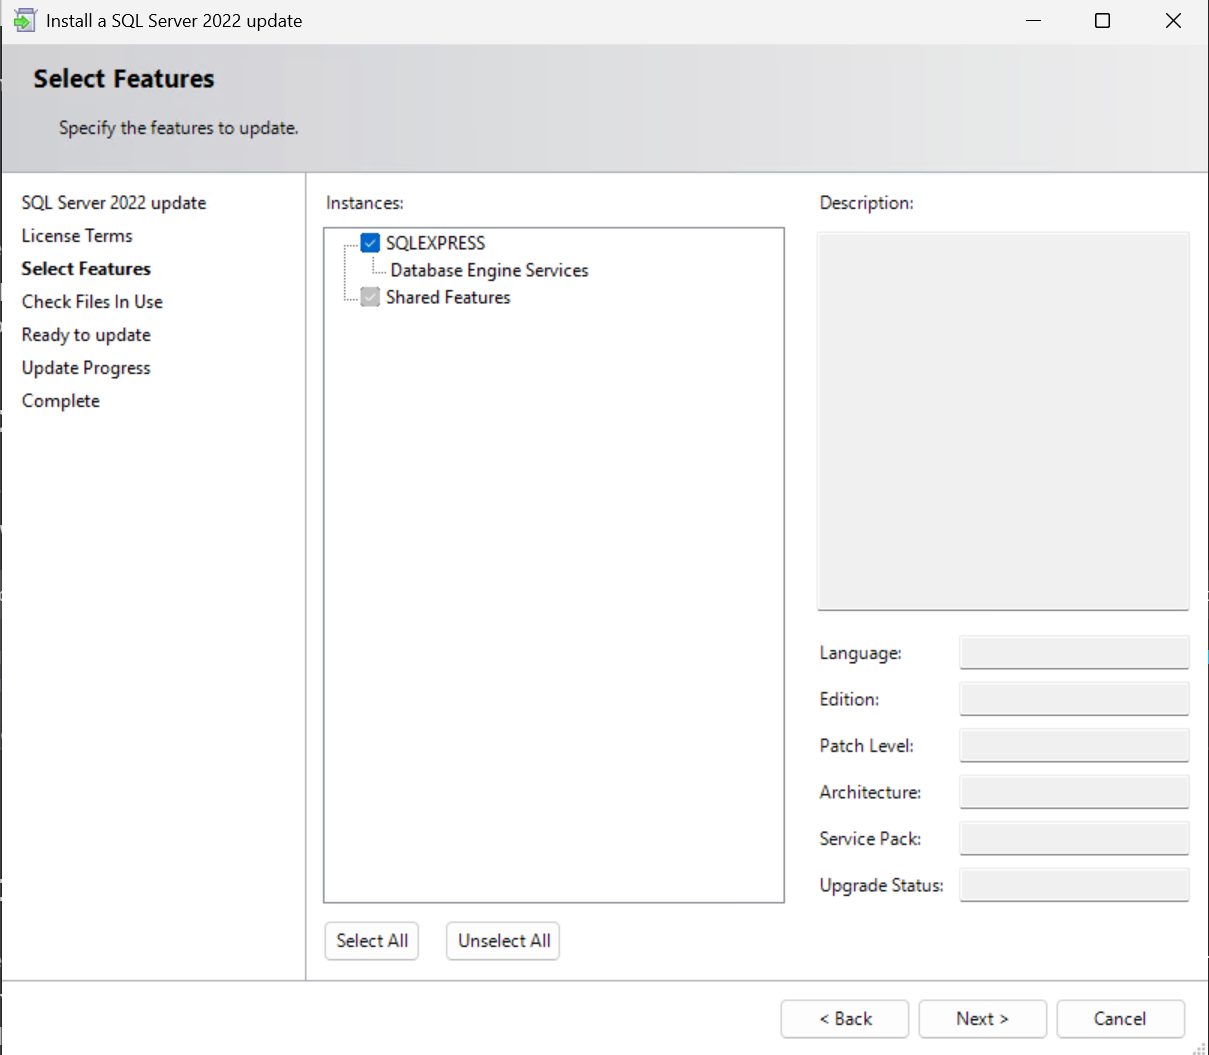 Install a SQL Server 2022 update
Select Features
Specify the features to update.
SQL Server 2022 update
License Terms
Select Features
Check Files In Use
Ready to update
Update Progress
Complete
Instances:
SQLEXPRESS
Database Engine Services
Shared Features
Select All
Unselect All
Description:
Language:
Edition:
Patch Level:
Architecture:
Service Pack:
Upgrade Status:
< Back
Next >
Cancel